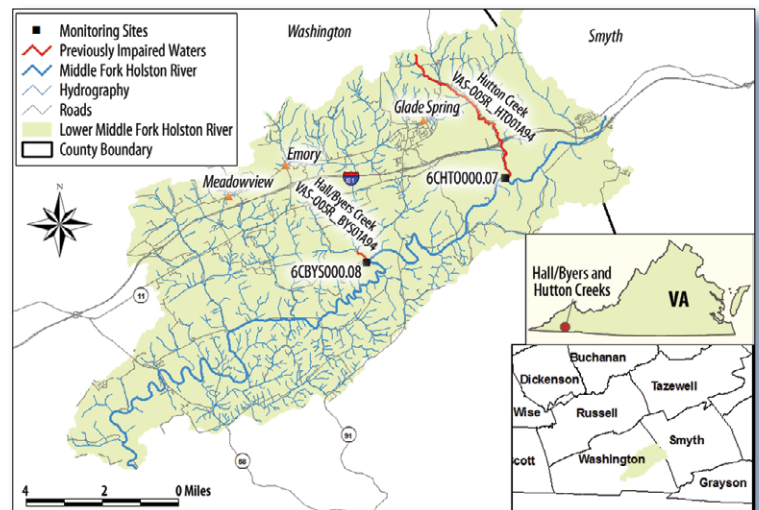 Monitoring Sites
Previously Impaired Waters
Middle Fork Holston River
Hydrography
Roads
Lower Middle Fork Holston River
County Boundary
Washington
Smyth
Hutton Creek
VAS-O05R_HTO01A94
Glade Spring
Emory
Meadowview
81
6CHTO000.07
Hall/Byers Creek
VAS-O05R_BYS01A94
6CBYS000.08
N
11
91
58
4 2 0 Miles
Hall/Byers and
Hutton Creeks
VA
Buchanan
Dickenson
Tazewell
Wise
Russell
Smyth
cott
Washington
Grayson